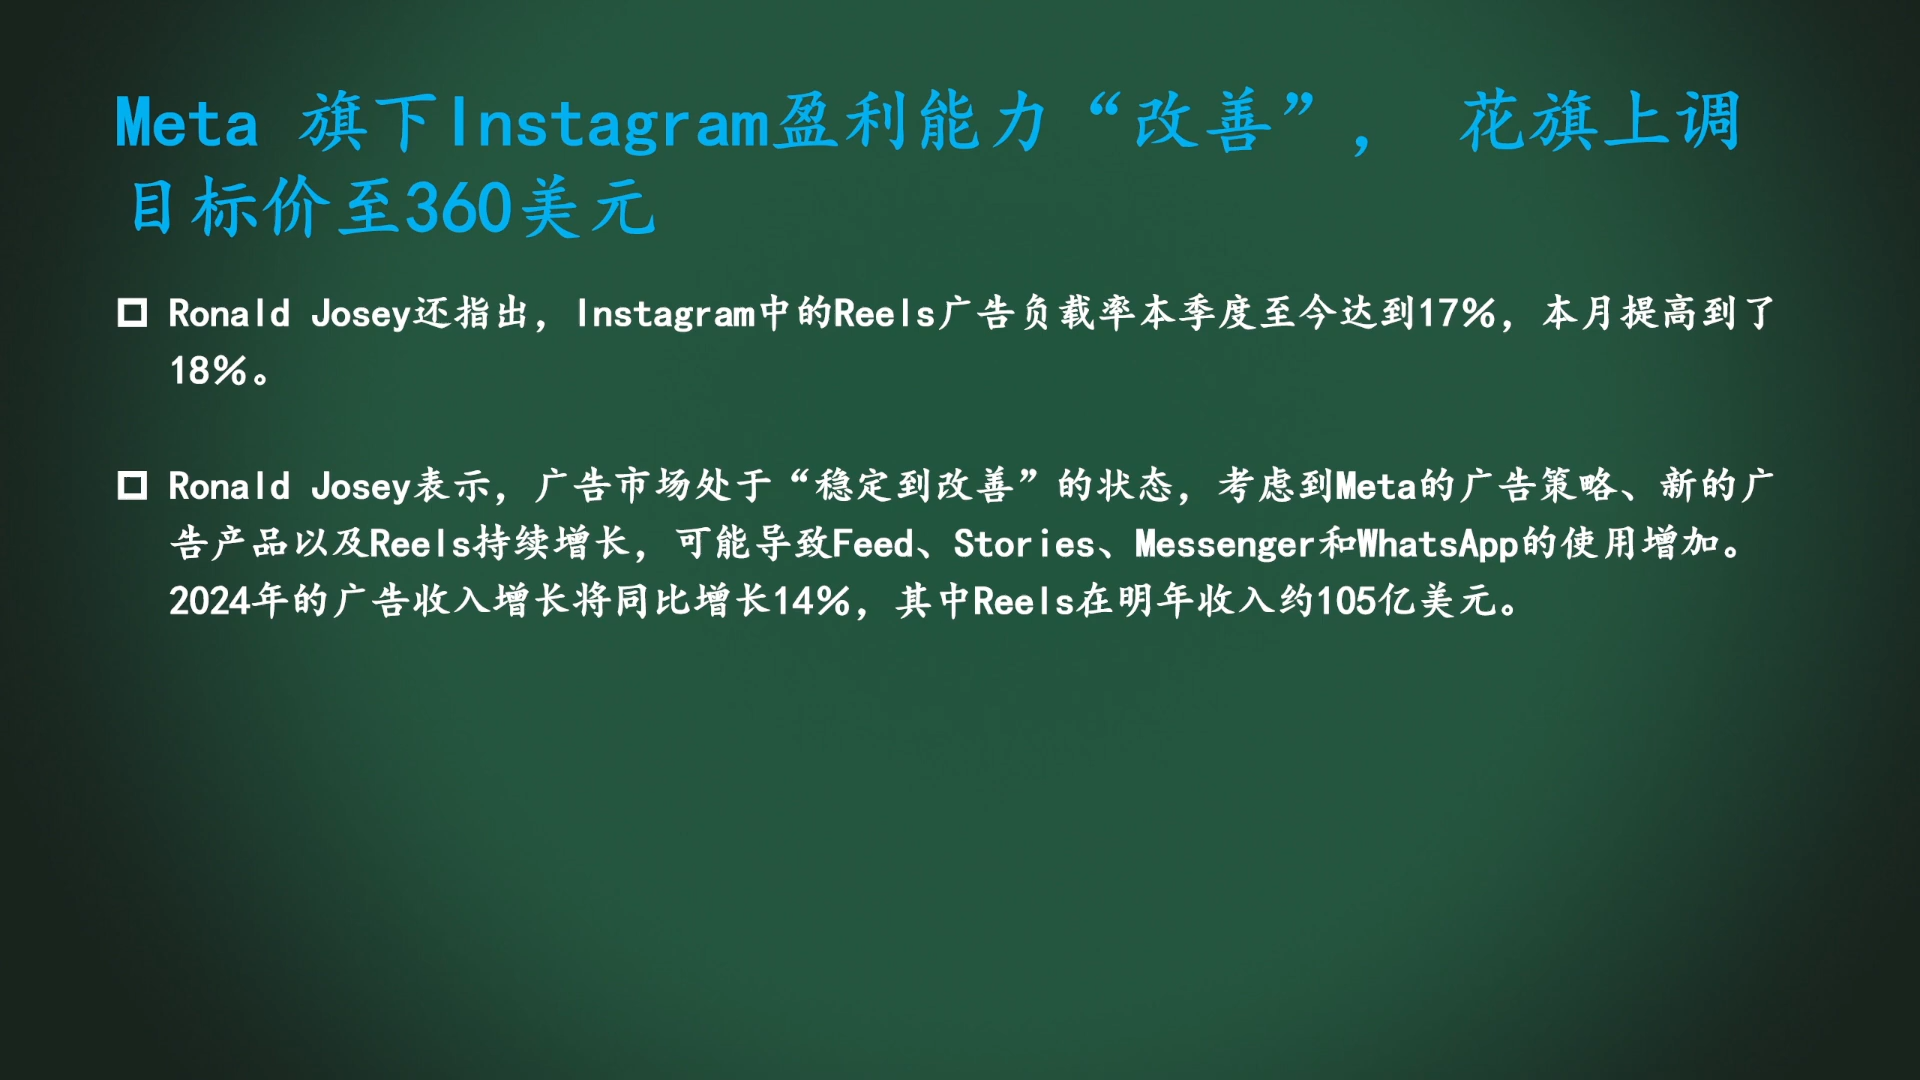 Meta 旗下Instagram盈利能力“改善”， 花旗上调
目标价至360美元
Ronald Josey还指出，Instagram中的Reels广告负载率本季度至今达到17%，本月提高到了
18%。
Ronald Josey表示，广告市场处于“稳定到改善”的状态，考虑到Meta的广告策略、新的广
告产品以及Reels持续增长，可能导致Feed、Stories、Messenger和WhatsApp的使用增加。
2024年的广告收入增长将同比增长14%，其中Reels在明年收入约105亿美元。